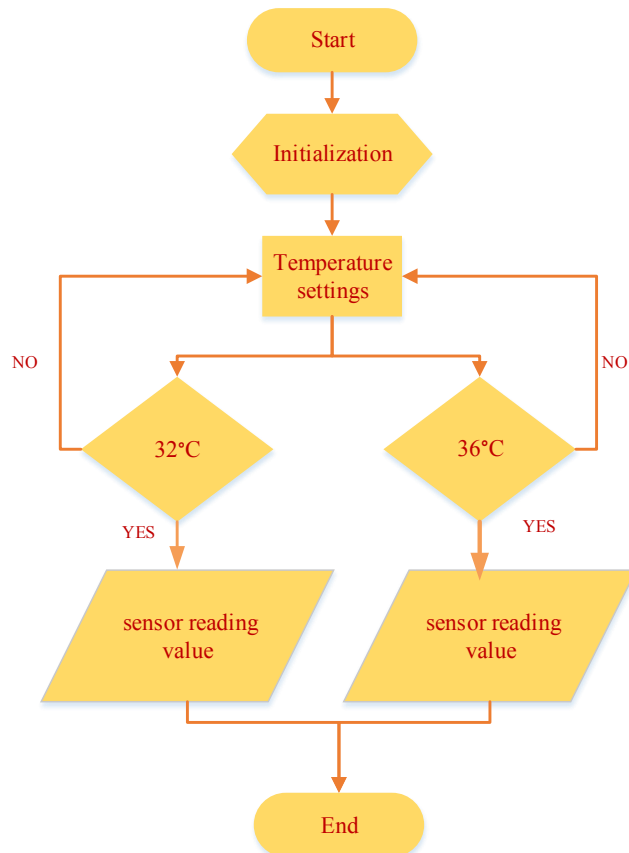 Start
Initialization
Temperature
settings
NO
NO
32°C
36°C
YES
YES
sensor reading
value
sensor reading
value
End